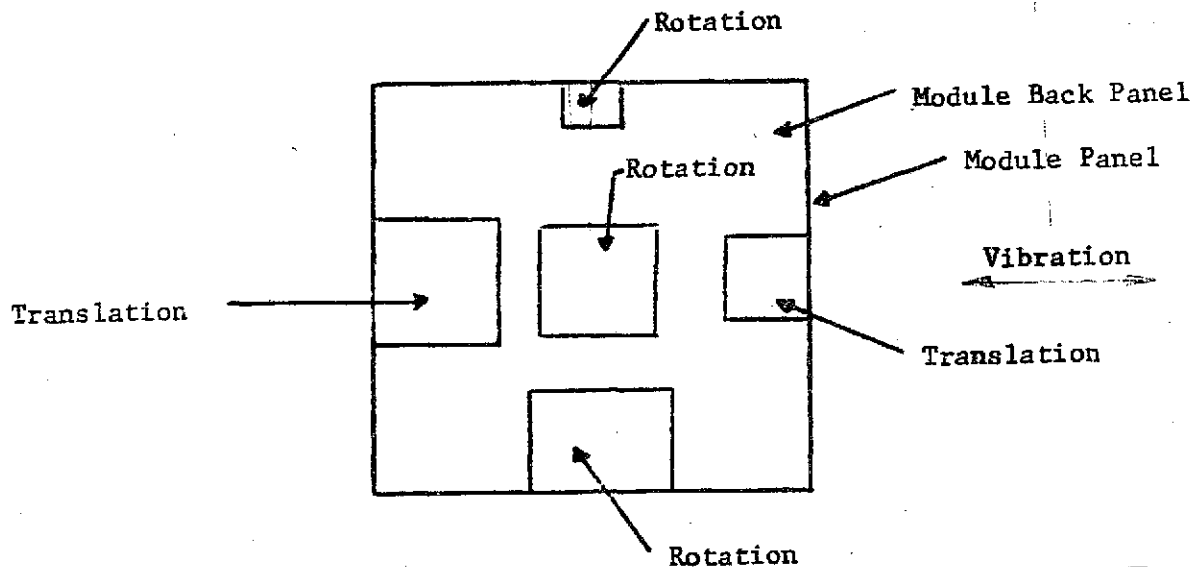 Rotation
Module Back Panel
Module Panel
Rotation
Vibration
Translation
Translation
Rotation